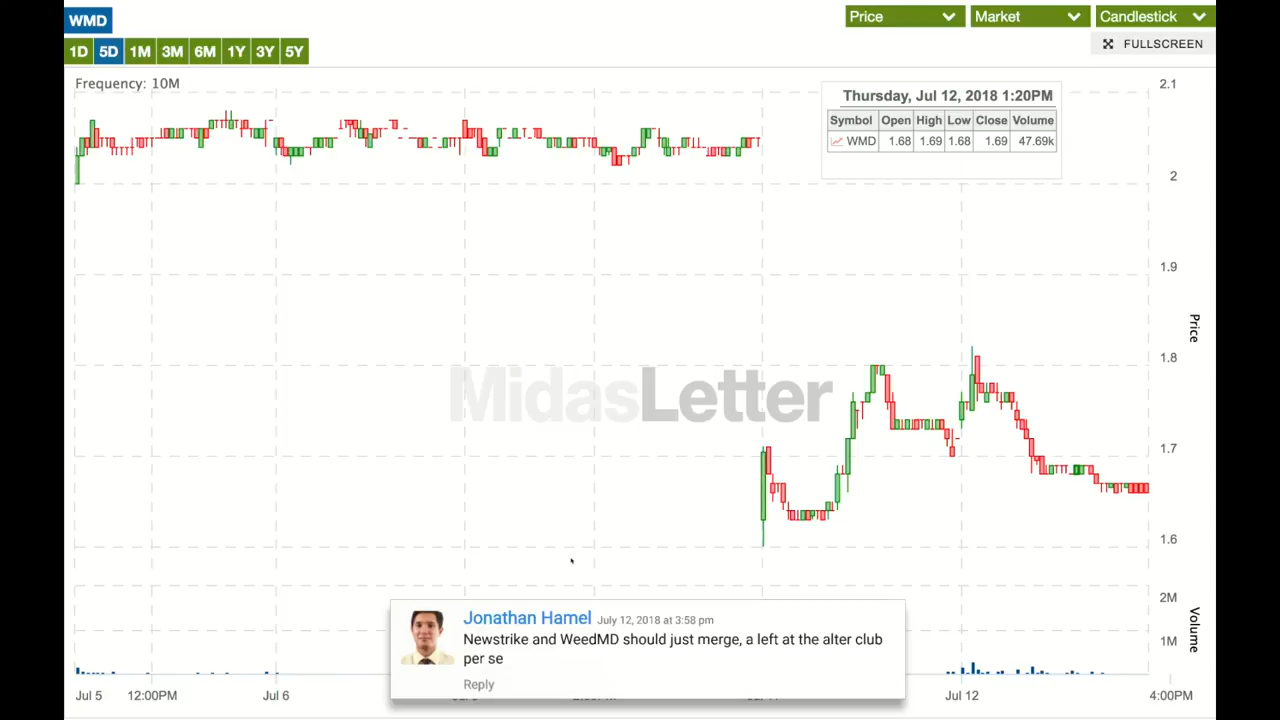 WMD
Price
Market
Candlestick
1D 5D 1M 3M 6M 1Y 3Y 5Y
FULLSCREEN
Frequency: 10M
Thursday, Jul 12, 2018 1:20PM
Symbol Open High Low Close Volume
WMD 1.68 1.69 1.68 1.69 47.69k
2.1
2
1.9
1.8
1.7
1.6
Price
MidasLetter
2M
1M
Volume
Jonathan Hamel July 12, 2018 at 3:58 pm
Newstrike and WeedMD should just merge, a left at the alter club
per se
Reply
Jul 5 12:00PM Jul 6 Jul 12 4:00PM